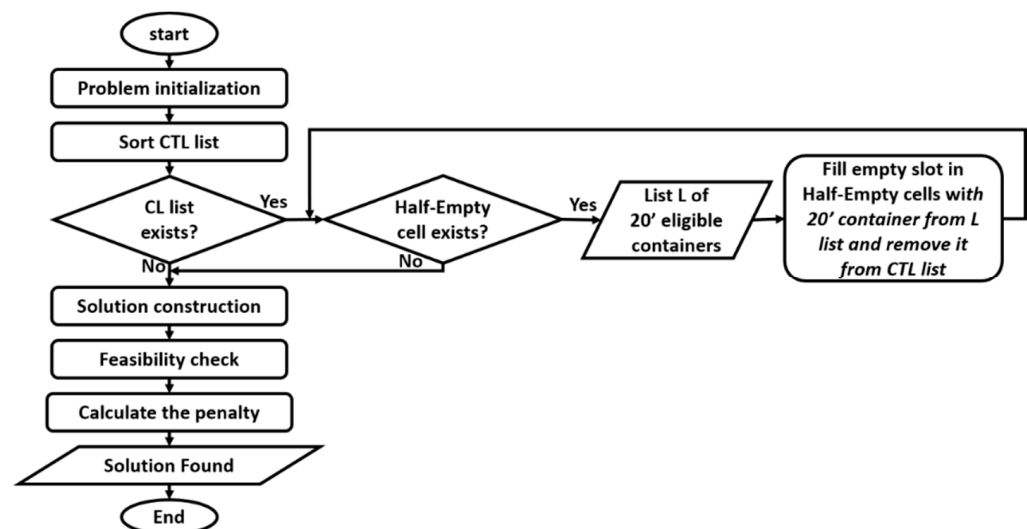 start
Problem initialization
Sort CTL list
CL list
exists?
Yes
No
Half-Empty
cell exists?
Yes
No
List L of
20' eligible
containers
Fill empty slot in
Half-Empty cells with
20' container from L
list and remove it
from CTL list
Solution construction
Feasibility check
Calculate the penalty
Solution Found
End